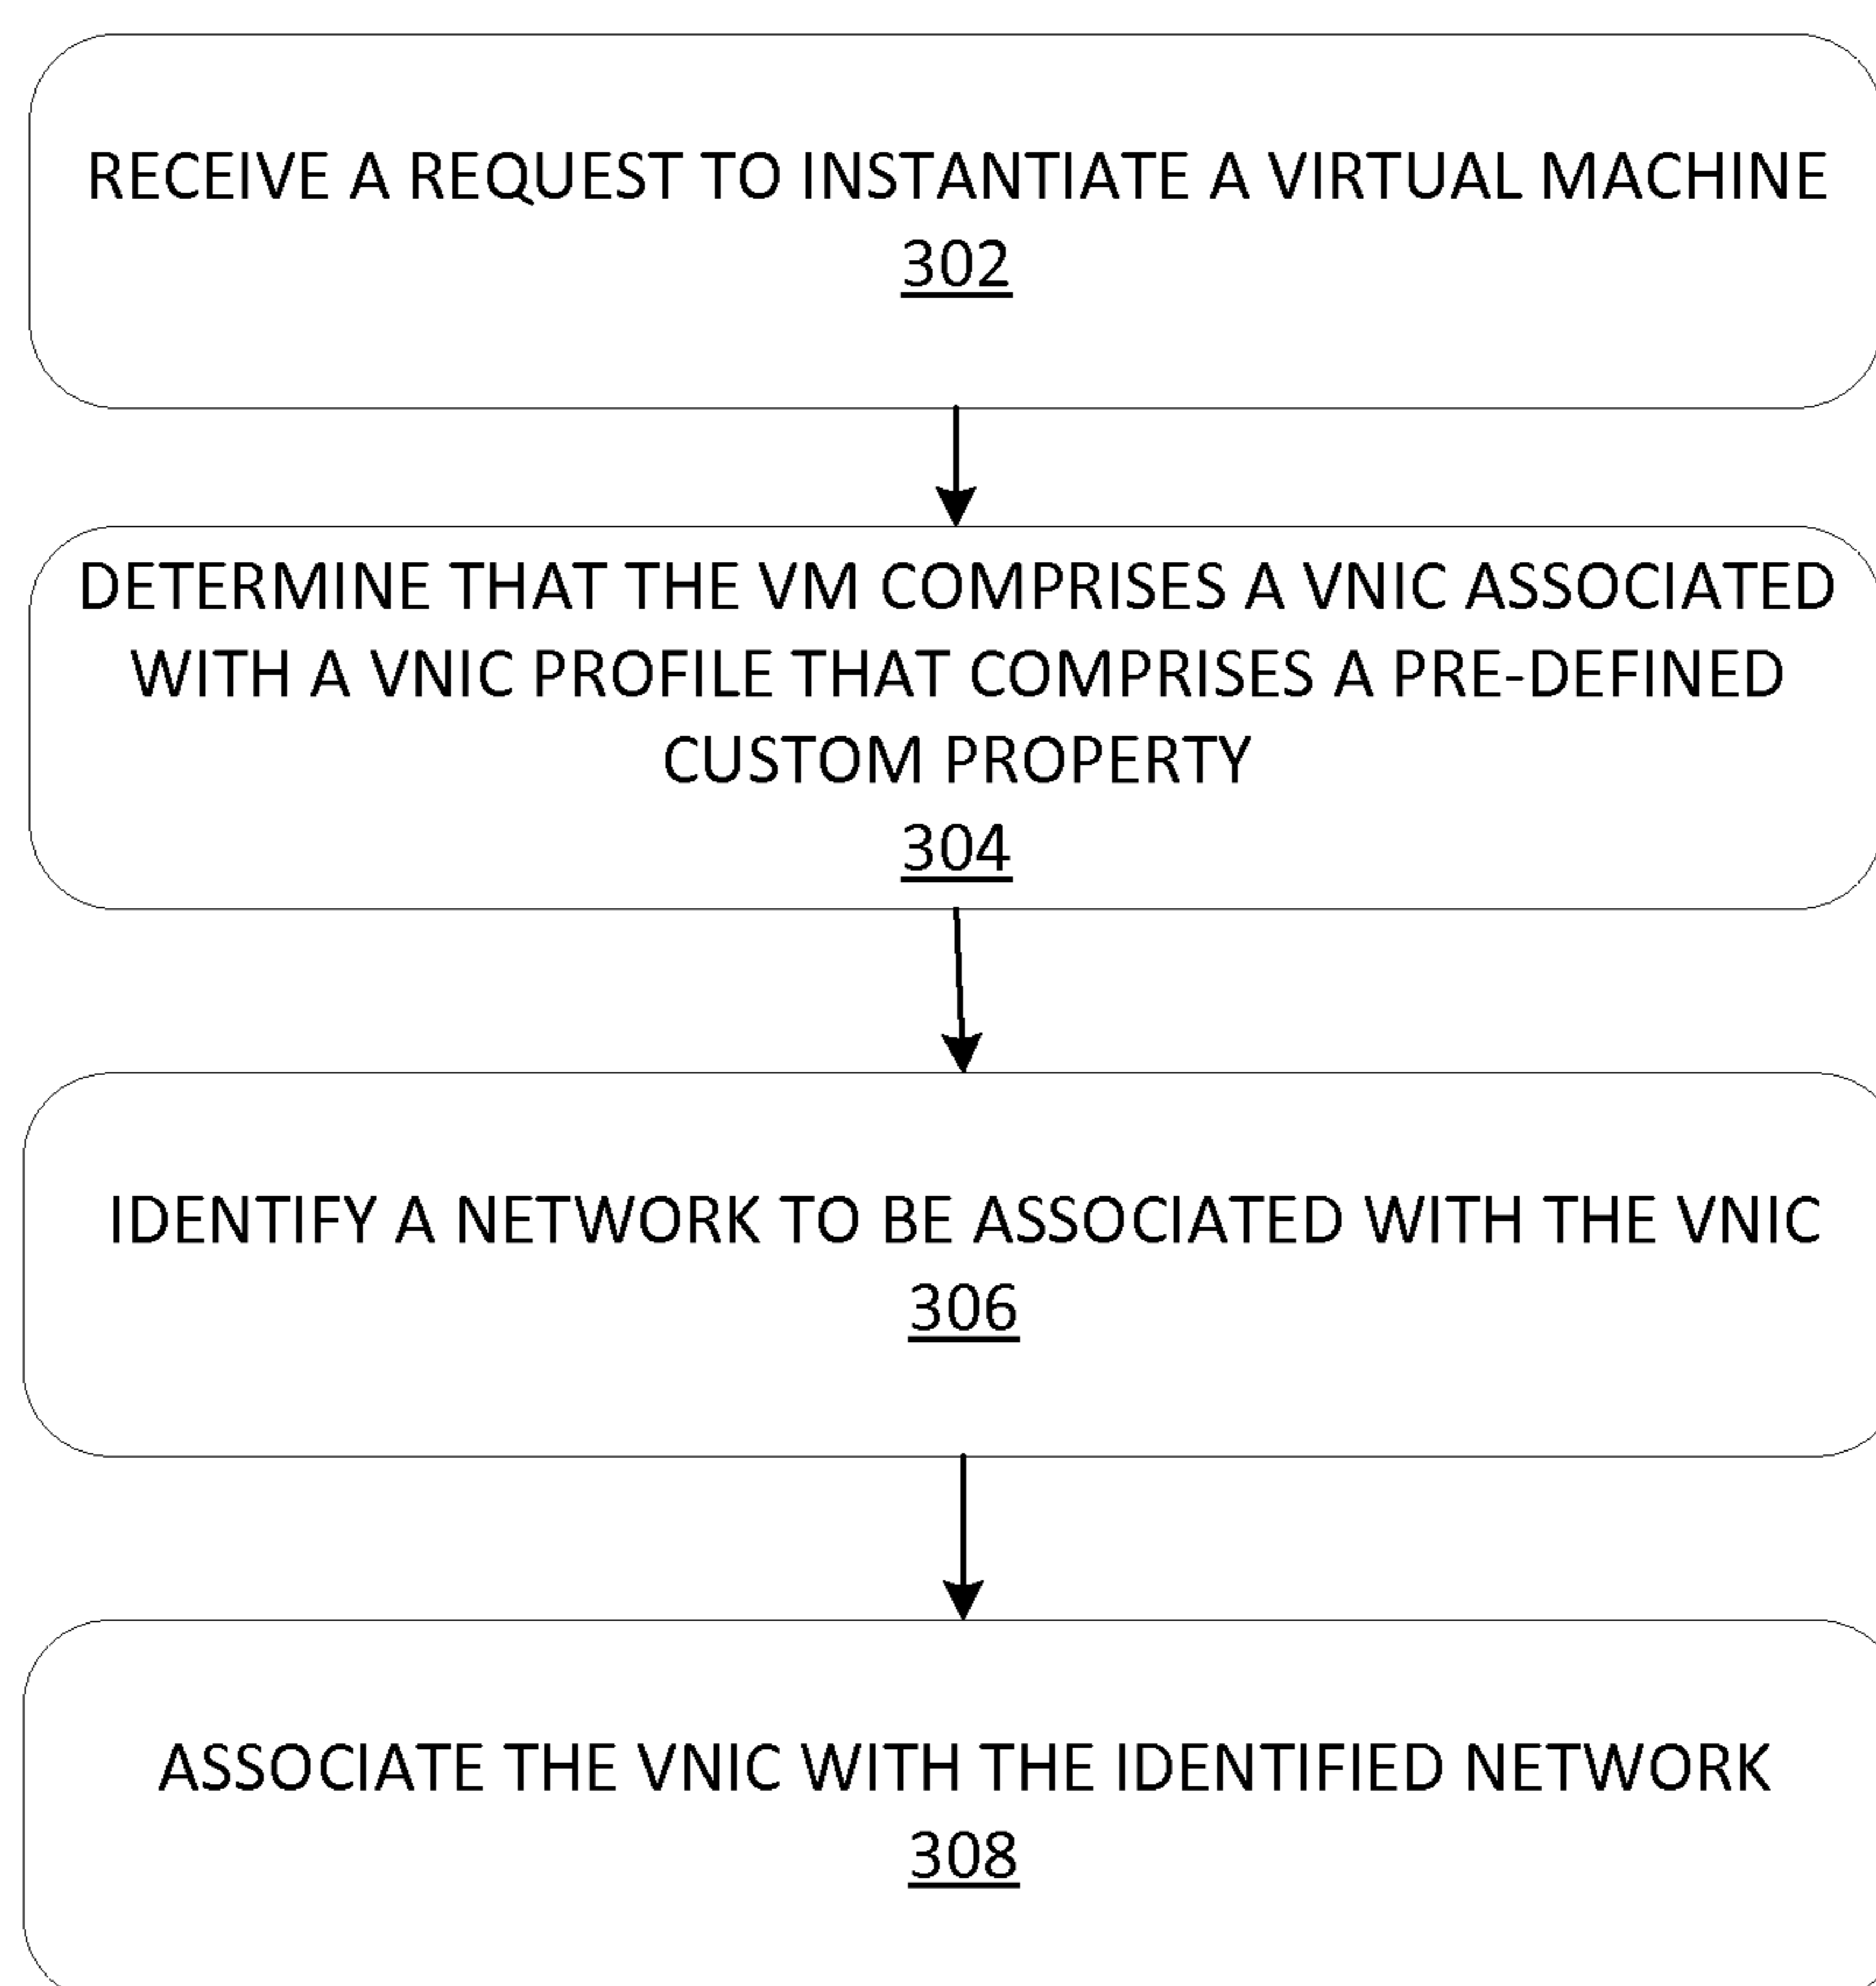 RECEIVE A REQUEST TO INSTANTIATE A VIRTUAL MACHINE
302
DETERMINE THAT THE VM COMPRISES A VNIC ASSOCIATED
WITH A VNIC PROFILE THAT COMPRISES A PRE-DEFINED
CUSTOM PROPERTY
304
IDENTIFY A NETWORK TO BE ASSOCIATED WITH THE VNIC
306
ASSOCIATE THE VNIC WITH THE IDENTIFIED NETWORK
308